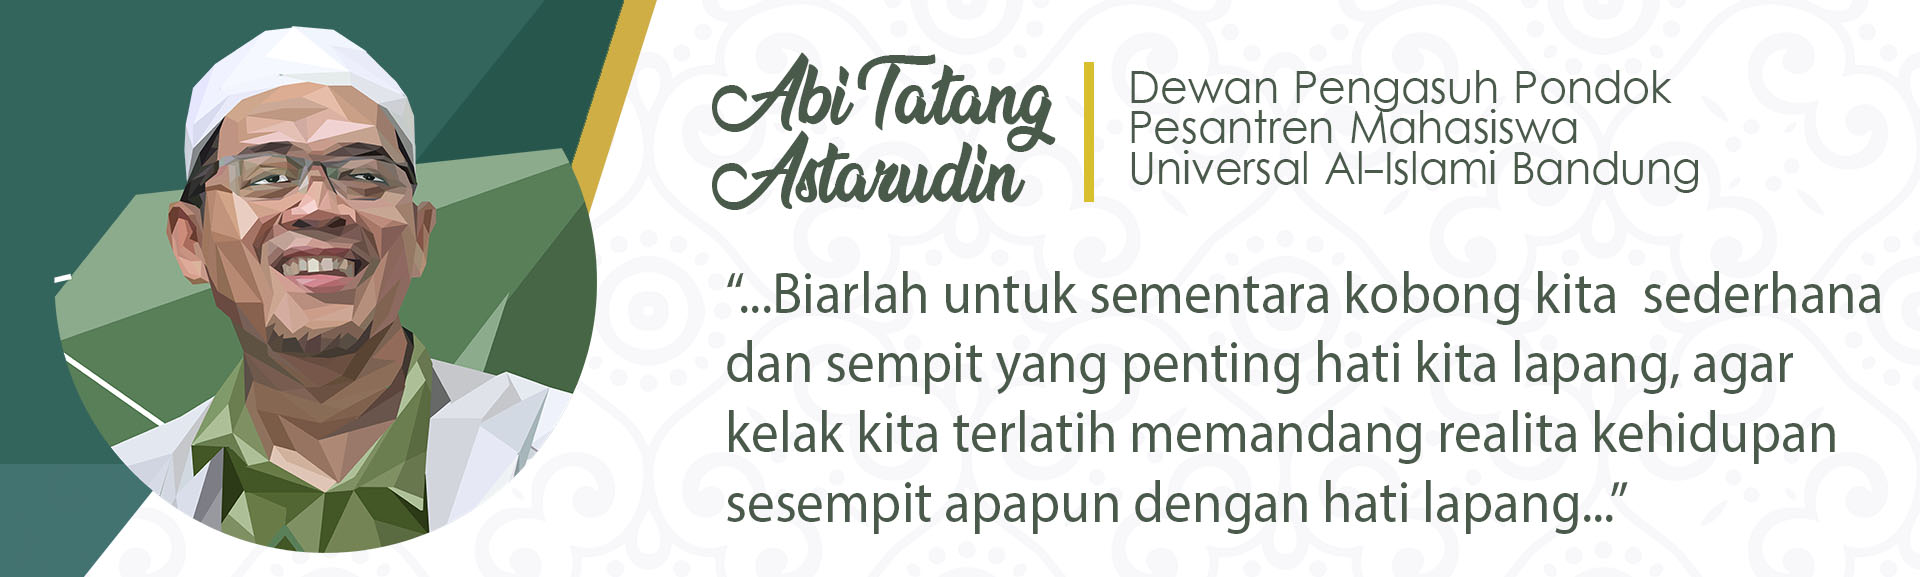 Abi Tatang
Astarudin
Dewan Pengasuh Pondok
Pesantren Mahasiswa
Universal Al-Islami Bandung
“...Biarlah untuk sementara kobong kita  sederhana
dan sempit yang penting hati kita lapang, agar
kelak kita terlatih memandang realita kehidupan
sesempit apapun dengan hati lapang...”